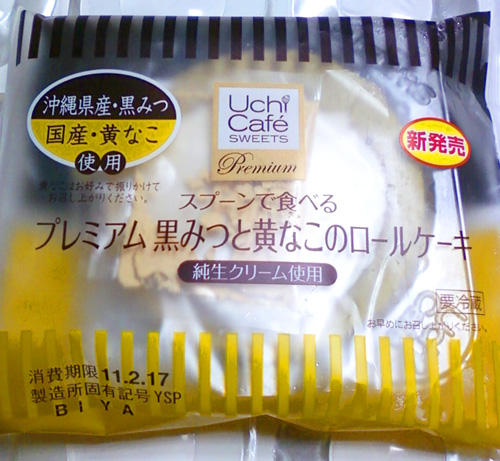 沖縄県産・黒みつ
国産・黄なこ
使用
黄なこはお好みで振りかけて
お召し上がりください。
Uchi
Café
SWEETS
Premium
新発売
スプーンで食べる
プレミアム 黒みつと黄なこのロールケーキ
純生クリーム使用
要冷蔵
お早めにお召し上がりください。
消費期限 11.2.17
製造所固有記号 YSP
BIYA